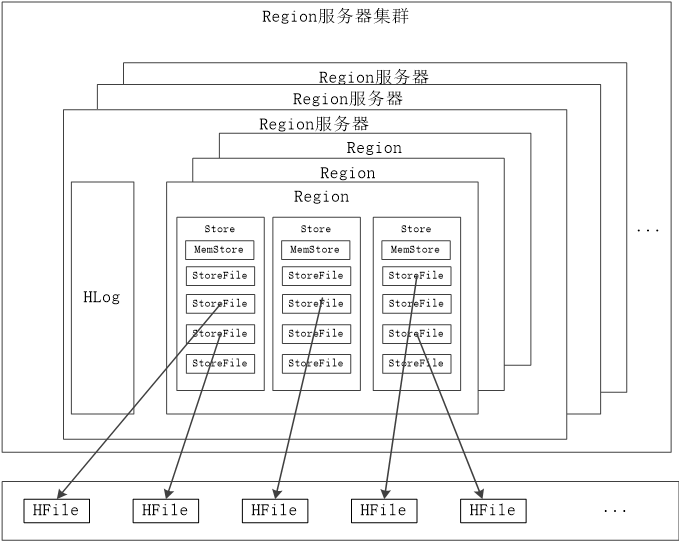 Region服务器集群
Region服务器
Region服务器
Region服务器
Region
Region
Region
Store Store Store
MemStore MemStore MemStore
StoreFile StoreFile StoreFile
HLog
StoreFile StoreFile StoreFile
StoreFile StoreFile StoreFile
StoreFile StoreFile StoreFile
...
HFile HFile HFile HFile HFile ...